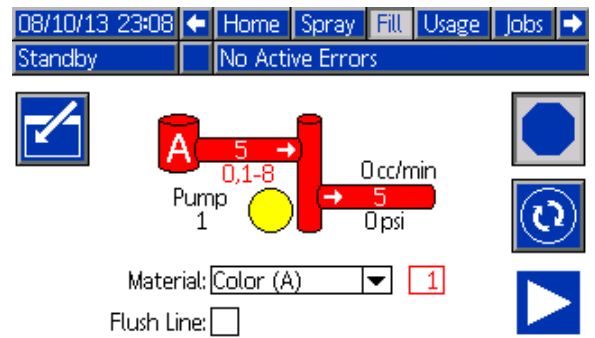 08/10/13 23:08 Home Spray Fill Usage Jobs
Standby No Active Errors
A 5
0,1-8
0 cc/min
Pump
1
5
0 psi
Material: Color (A) 1
Flush Line: